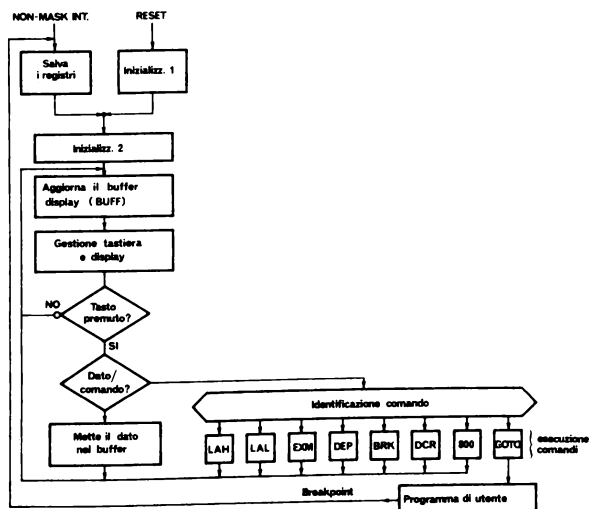 NON-MASK INT.
RESET
Salva
i registri
Inizializz. 1
Inizializz. 2
Aggiorna il buffer
display (BUFF)
Gestione tastiera
e display
NO
Tasto
premuto?
SI
Dato/
comando?
Identificazione comando
Mette il dato
nel buffer
LAH
LAL
EXM
DEP
BRK
DCR
800
GOTO
esecuzione
comandi
Breakpoint
Programma di utente